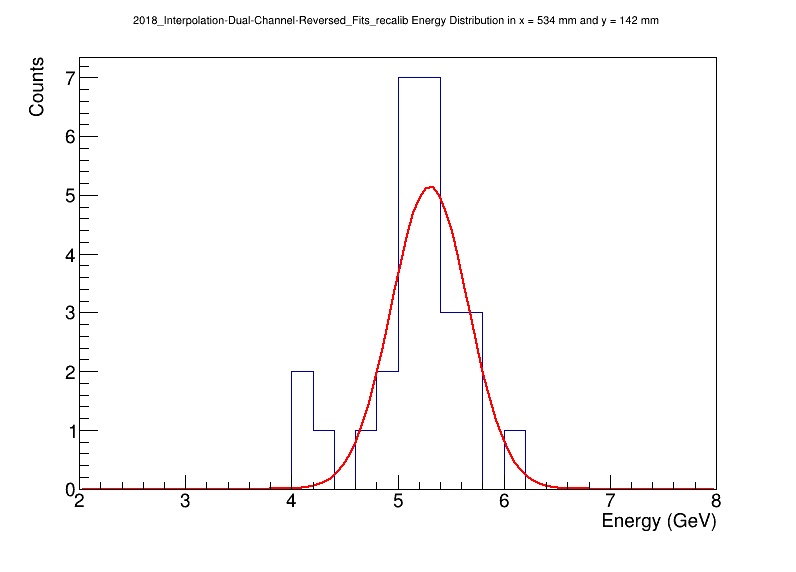 2018_Interpolation-Dual-Channel-Reversed_Fits_recalib Energy Distribution in x = 534 mm and y = 142 mm
Counts
7
6
5
4
3
2
1
0
2 3 4 5 6 7 8
Energy (GeV)